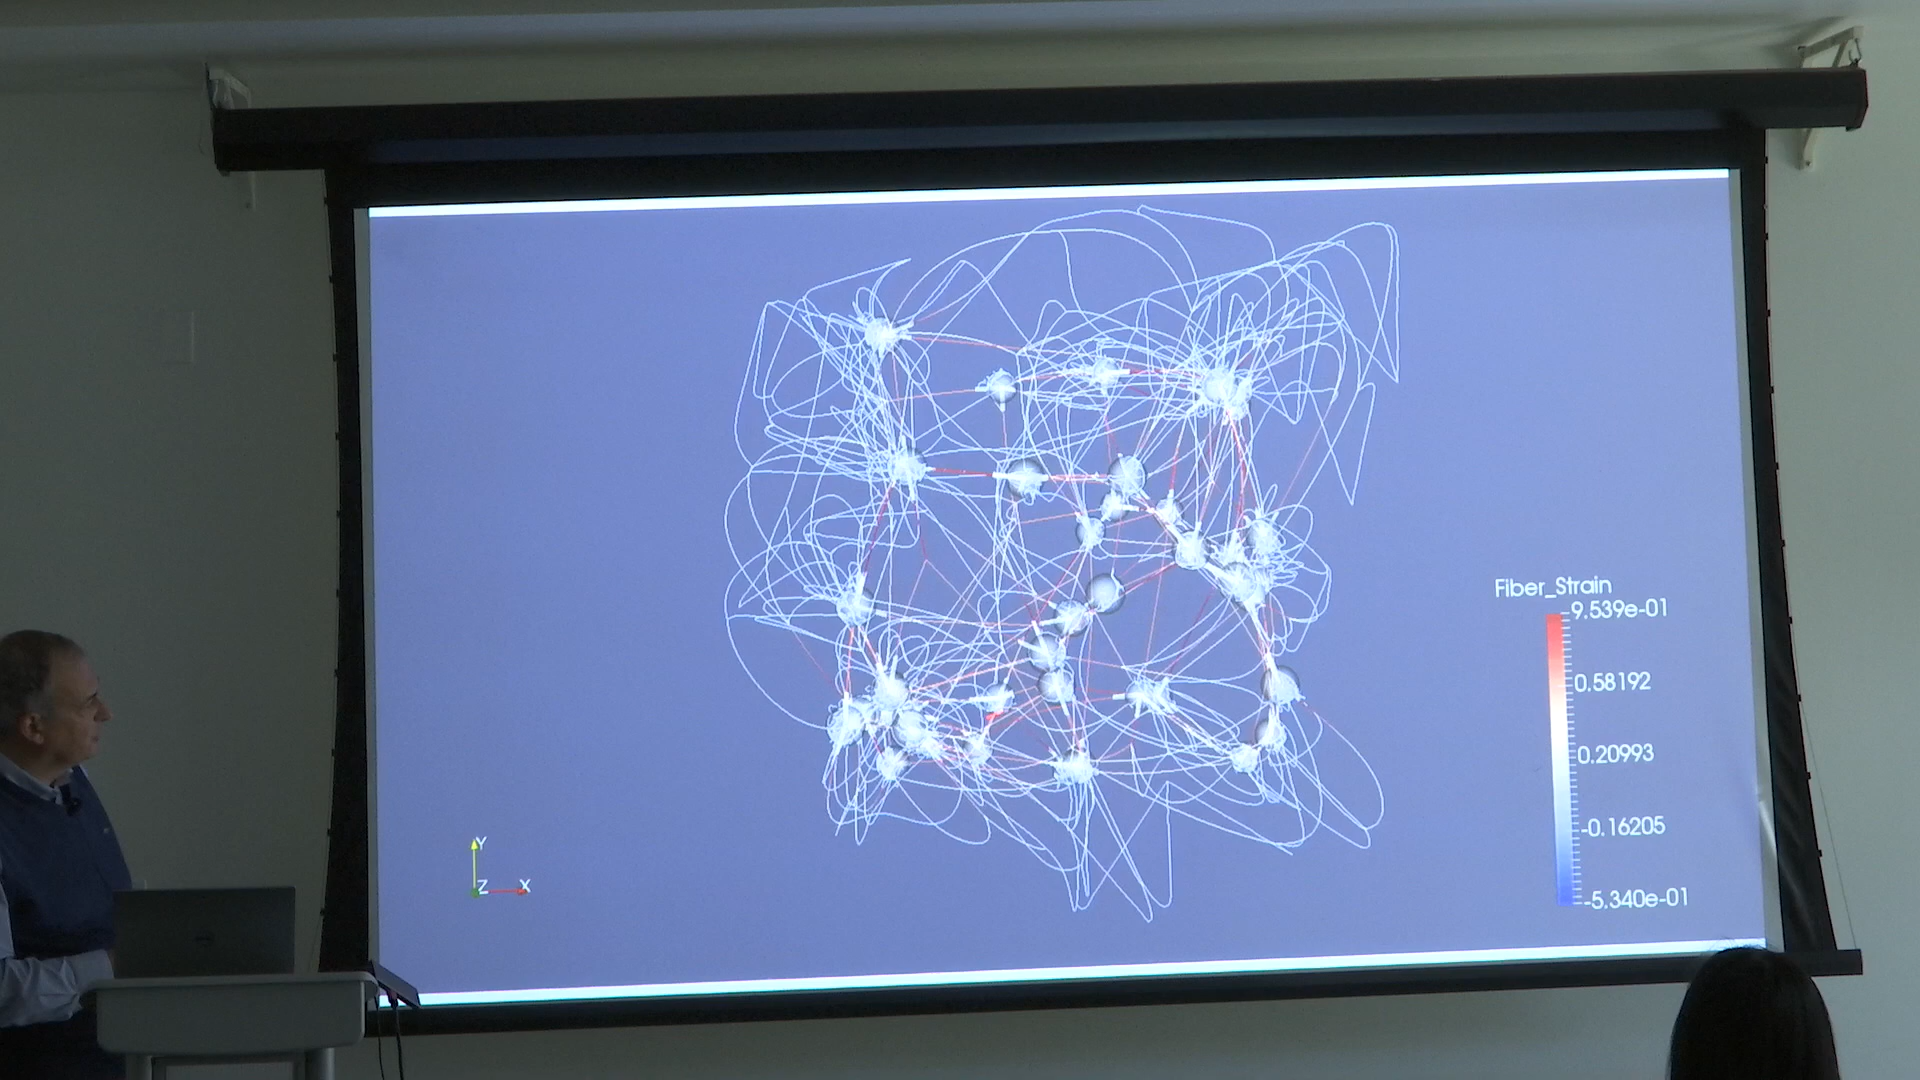 Fiber_Strain
9.539e-01
0.58192
0.20993
-0.16205
-5.340e-01
Y
Z X